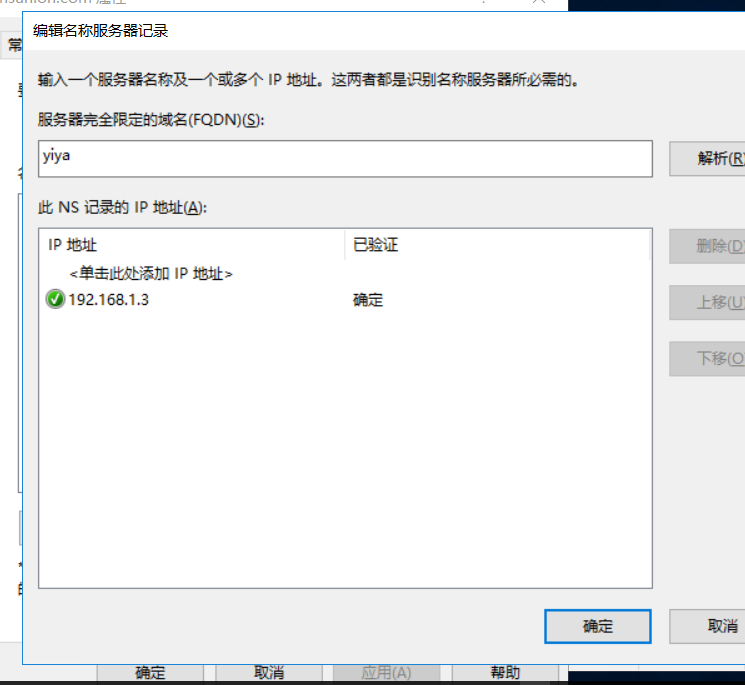 nsunion.com 属性
编辑名称服务器记录
常
输入一个服务器名称及一个或多个 IP 地址。这两者都是识别名称服务器所必需的。
服务器完全限定的域名(FQDN)(S):
yiya
解析(R)
此 NS 记录的 IP 地址(A):
IP 地址 已验证
删除(D)
<单击此处添加 IP 地址>
192.168.1.3 确定
上移(U)
下移(O)
*
确定 取消
确定 取消 应用(A) 帮助